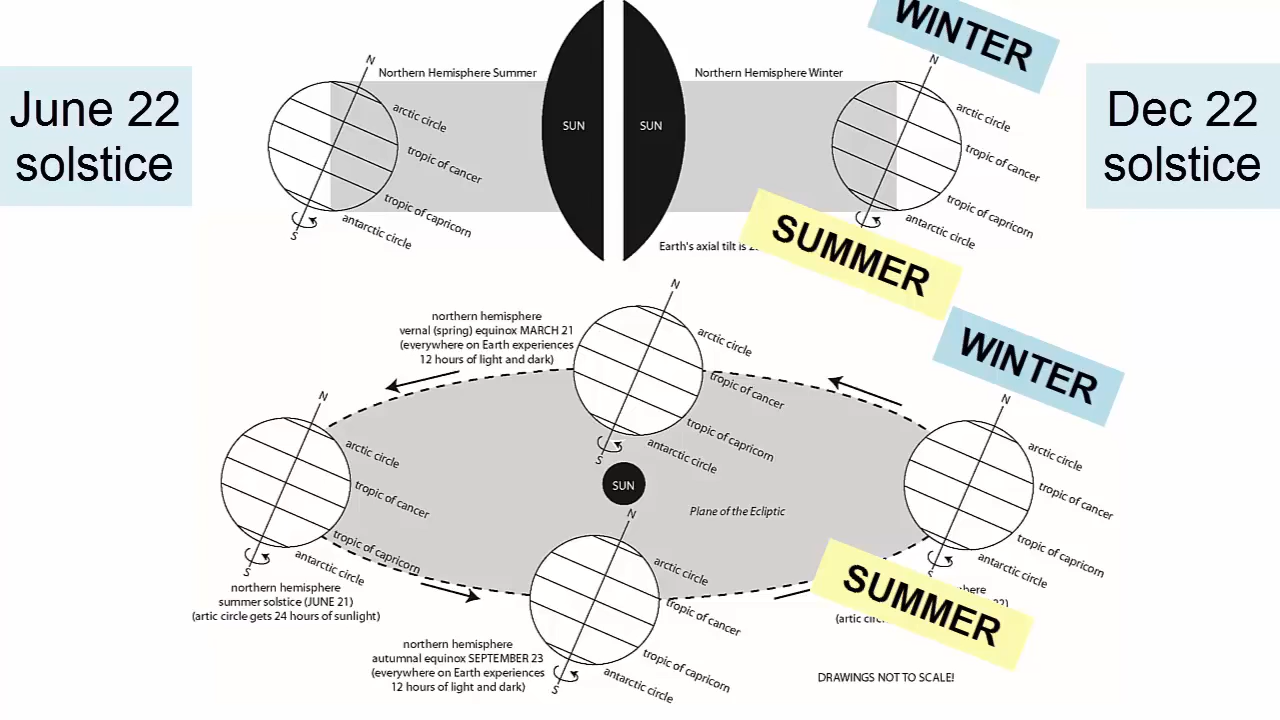 WINTER
June 22
solstice
Dec 22
solstice
N
Northern Hemisphere Summer
arctic circle
tropic of cancer
tropic of capricorn
antarctic circle
S
SUN
SUN
Northern Hemisphere Winter
N
arctic circle
tropic of cancer
tropic of capricorn
antarctic circle
S
Earth's axial tilt is
SUMMER
WINTER
northern hemisphere
vernal (spring) equinox MARCH 21
(everywhere on Earth experiences
12 hours of light and dark)
N
arctic circle
tropic of cancer
tropic of capricorn
antarctic circle
S
N
arctic circle
tropic of cancer
tropic of capricorn
antarctic circle
S
northern hemisphere
summer solstice (JUNE 21)
(artic circle gets 24 hours of sunlight)
SUN
Plane of the Ecliptic
N
arctic circle
tropic of cancer
tropic of capricorn
antarctic circle
S
northern hemisphere
autumnal equinox SEPTEMBER 23
(everywhere on Earth experiences
12 hours of light and dark)
N
arctic circle
tropic of cancer
tropic of capricorn
antarctic circle
S
SUMMER
(artic
DRAWINGS NOT TO SCALE!